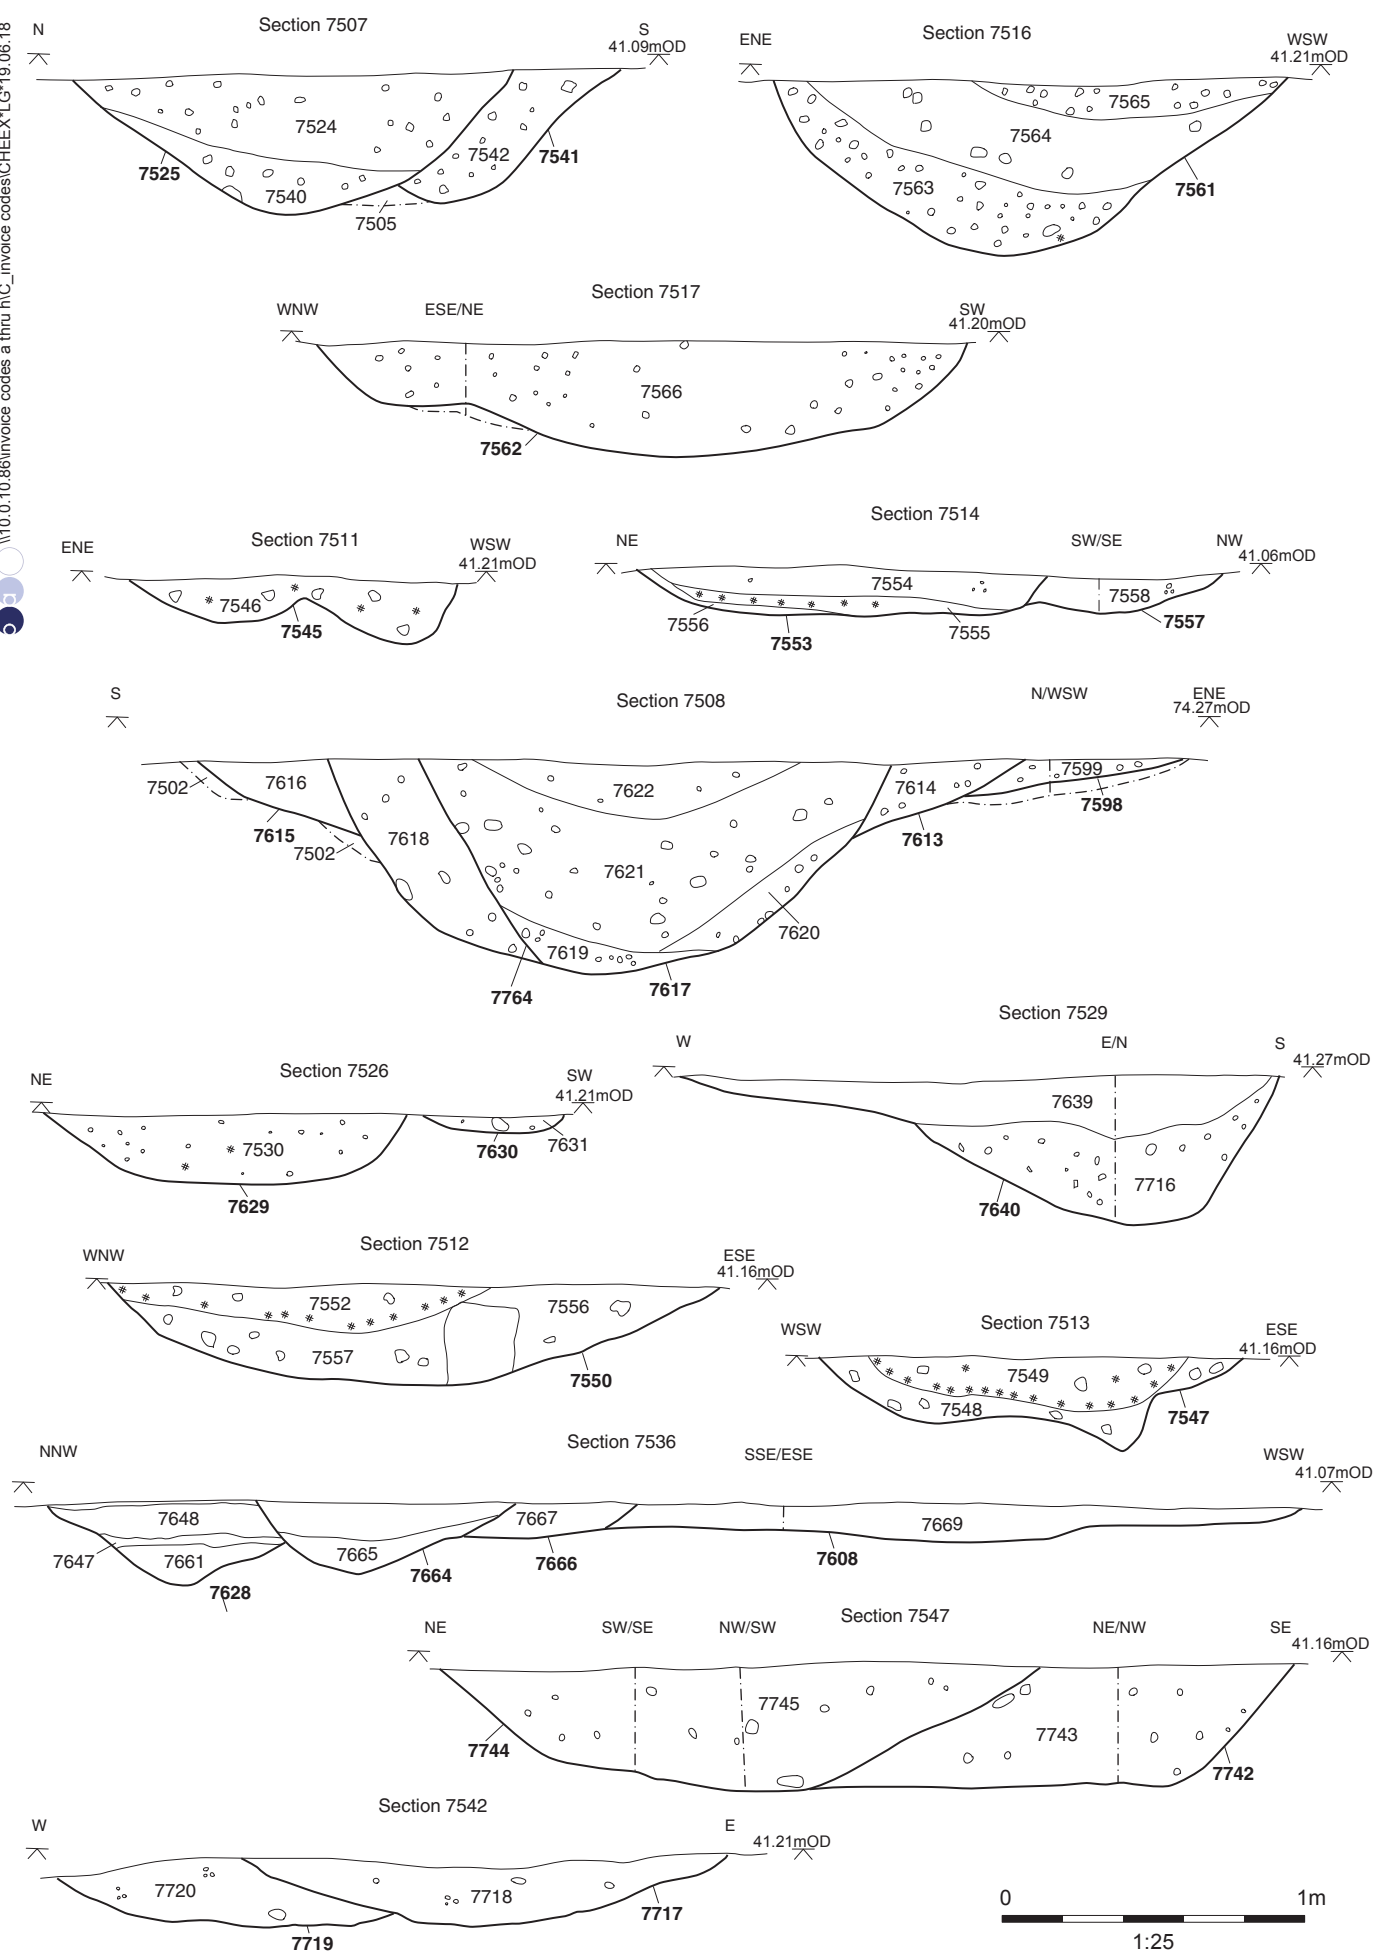 \\10.0.10.86\invoice codes a thru h\C_invoice codes\CHEEX*LG*19.06.18
Section 7507
N
S
41.09mOD
7524
7542
7541
7525
7540
7505
Section 7516
ENE
WSW
41.21mOD
7565
7564
7563
7561
Section 7517
WNW
ESE/NE
SW
41.20mOD
7566
7562
Section 7511
ENE
WSW
41.21mOD
7546
7545
Section 7514
NE
SW/SE
NW
41.06mOD
7554
7558
7556
7555
7557
7553
Section 7508
S
N/WSW
ENE
74.27mOD
7502
7616
7622
7614
7599
7598
7615
7502
7618
7613
7621
7620
7619
7764
7617
Section 7529
W
E/N
S
41.27mOD
7639
7716
7640
Section 7526
NE
SW
41.21mOD
7530
7630
7631
7629
Section 7512
WNW
ESE
41.16mOD
7552
7556
7557
7550
Section 7513
WSW
ESE
41.16mOD
7549
7548
7547
Section 7536
NNW
SSE/ESE
WSW
41.07mOD
7648
7667
7669
7647
7661
7665
7664
7666
7608
7628
Section 7547
NE
SW/SE
NW/SW
NE/NW
SE
41.16mOD
7745
7743
7744
7742
Section 7542
W
E
41.21mOD
7720
7718
7717
7719
0 1m
1:25